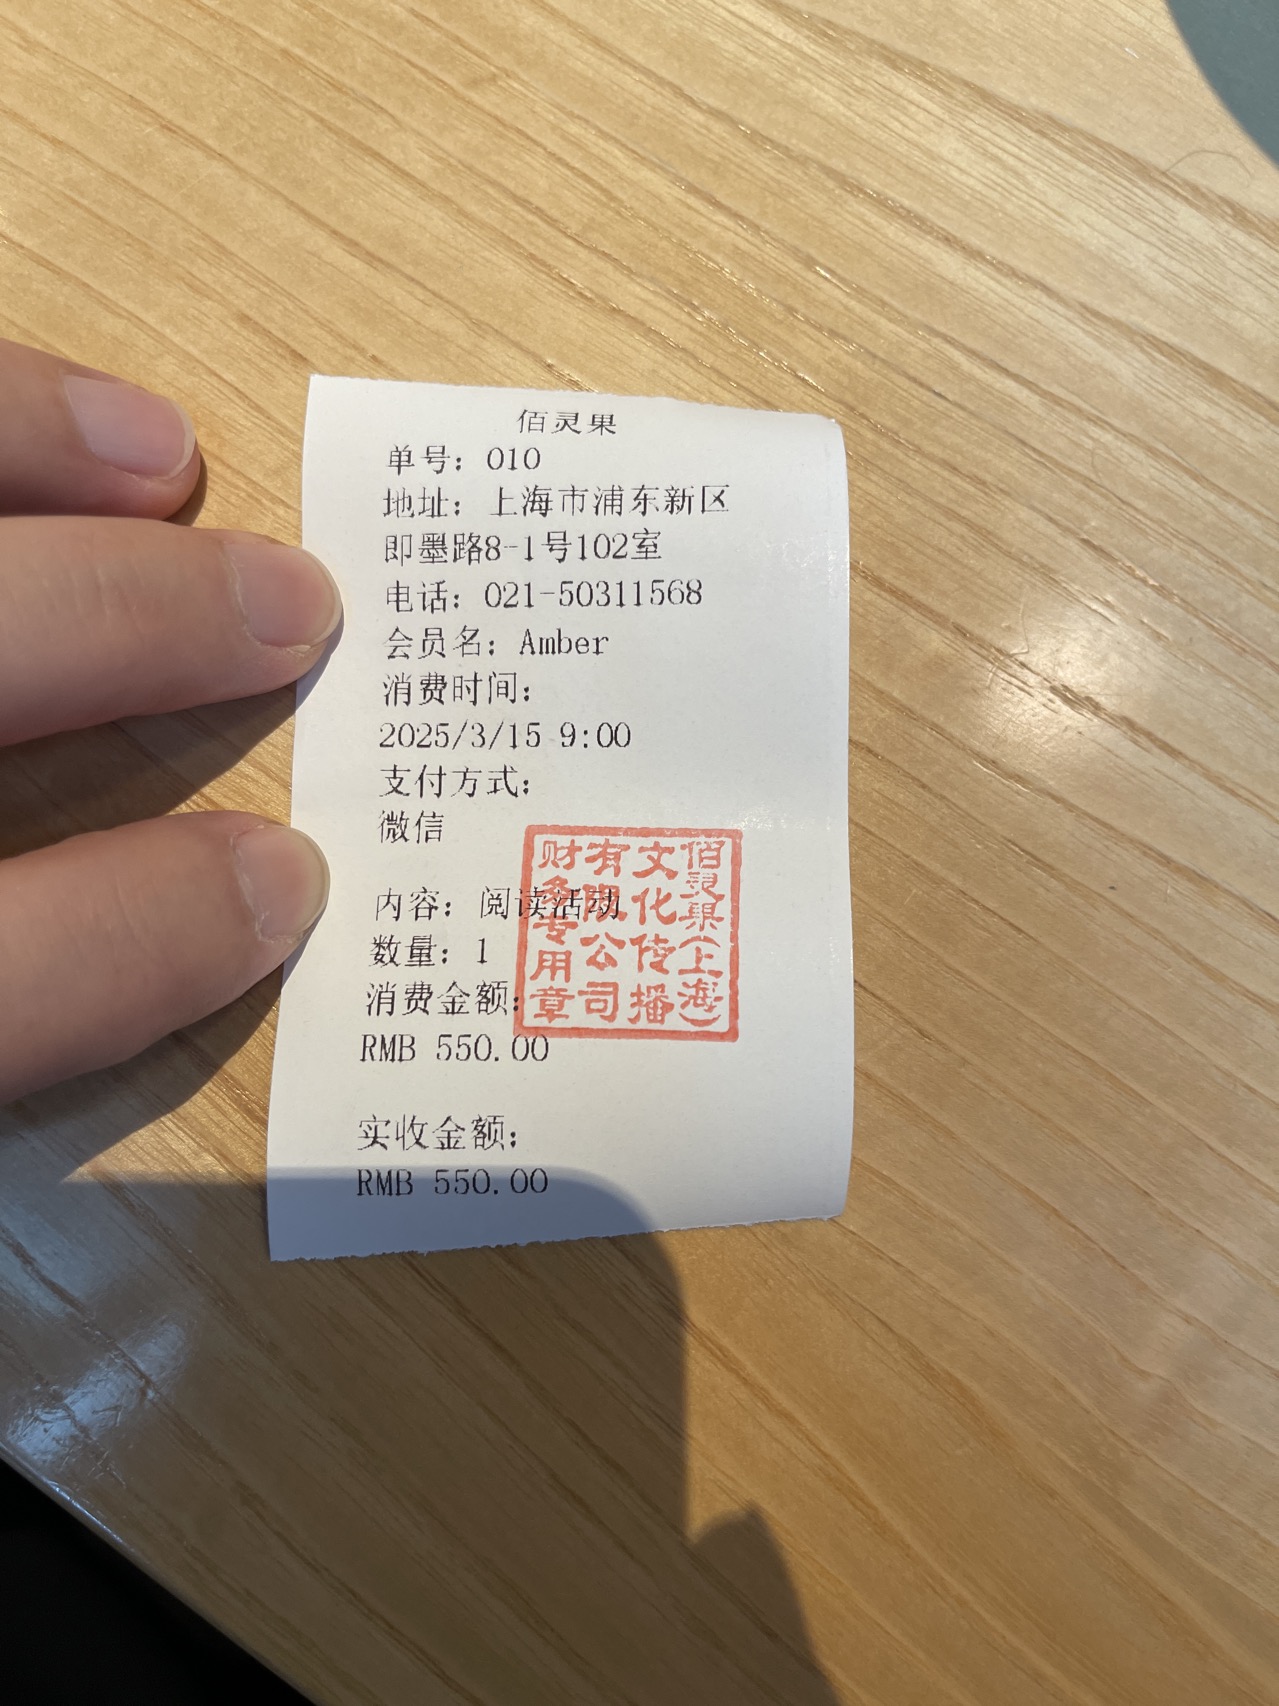 佰灵果
单号：010
地址：上海市浦东新区
即墨路8-1号102室
电话：021-50311568
会员名：Amber
消费时间：
2025/3/15 9:00
支付方式：
微信
内容：阅读活动
数量：1
消费金额：
RMB 550.00
实收金额：
RMB 550.00
佰灵果（上海）
文化传播
有限公司
财务专用章